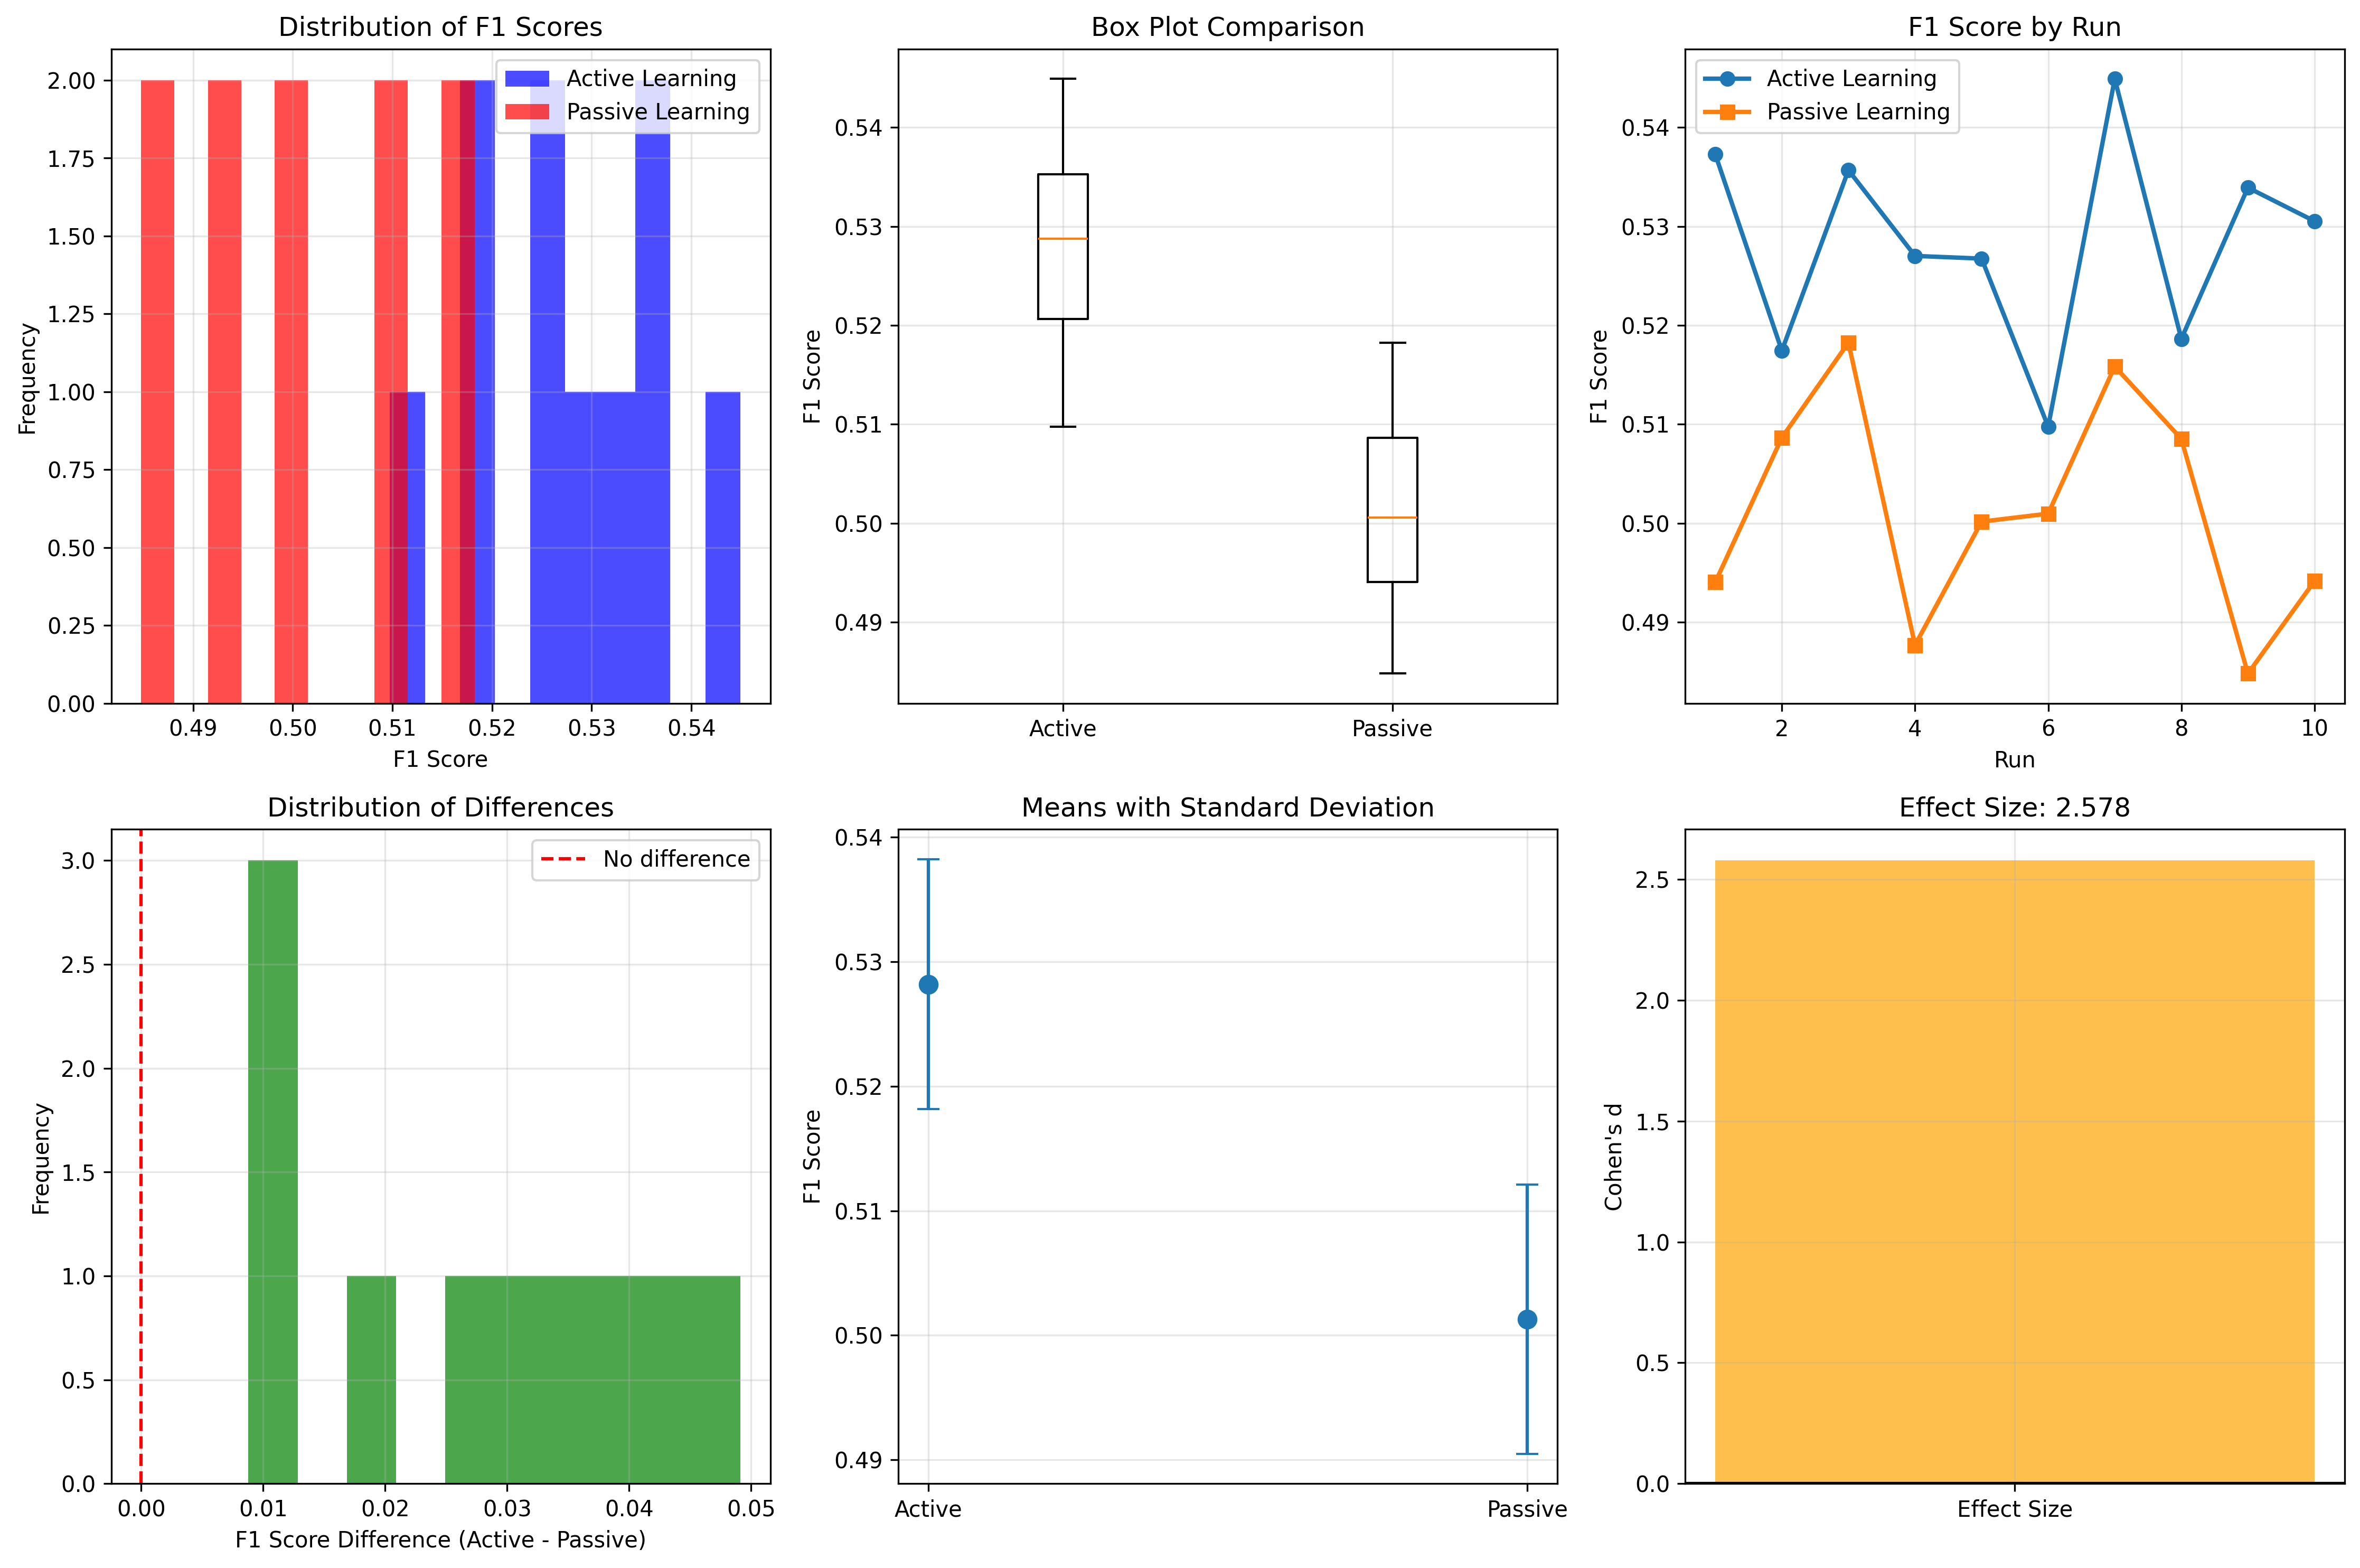 Distribution of F1 Scores
Active Learning
Passive Learning
2.00
1.75
1.50
1.25
1.00
0.75
0.50
0.25
0.00
Frequency
0.49
0.50
0.51
0.52
0.53
0.54
F1 Score
Box Plot Comparison
0.54
0.53
0.52
0.51
0.50
0.49
F1 Score
Active
Passive
F1 Score by Run
Active Learning
Passive Learning
0.54
0.53
0.52
0.51
0.50
0.49
F1 Score
2
4
6
8
10
Run
Distribution of Differences
No difference
3.0
2.5
2.0
1.5
1.0
0.5
0.0
Frequency
0.00
0.01
0.02
0.03
0.04
0.05
F1 Score Difference (Active - Passive)
Means with Standard Deviation
0.54
0.53
0.52
0.51
0.50
0.49
F1 Score
Active
Passive
Effect Size: 2.578
2.5
2.0
1.5
1.0
0.5
0.0
Cohen's d
Effect Size